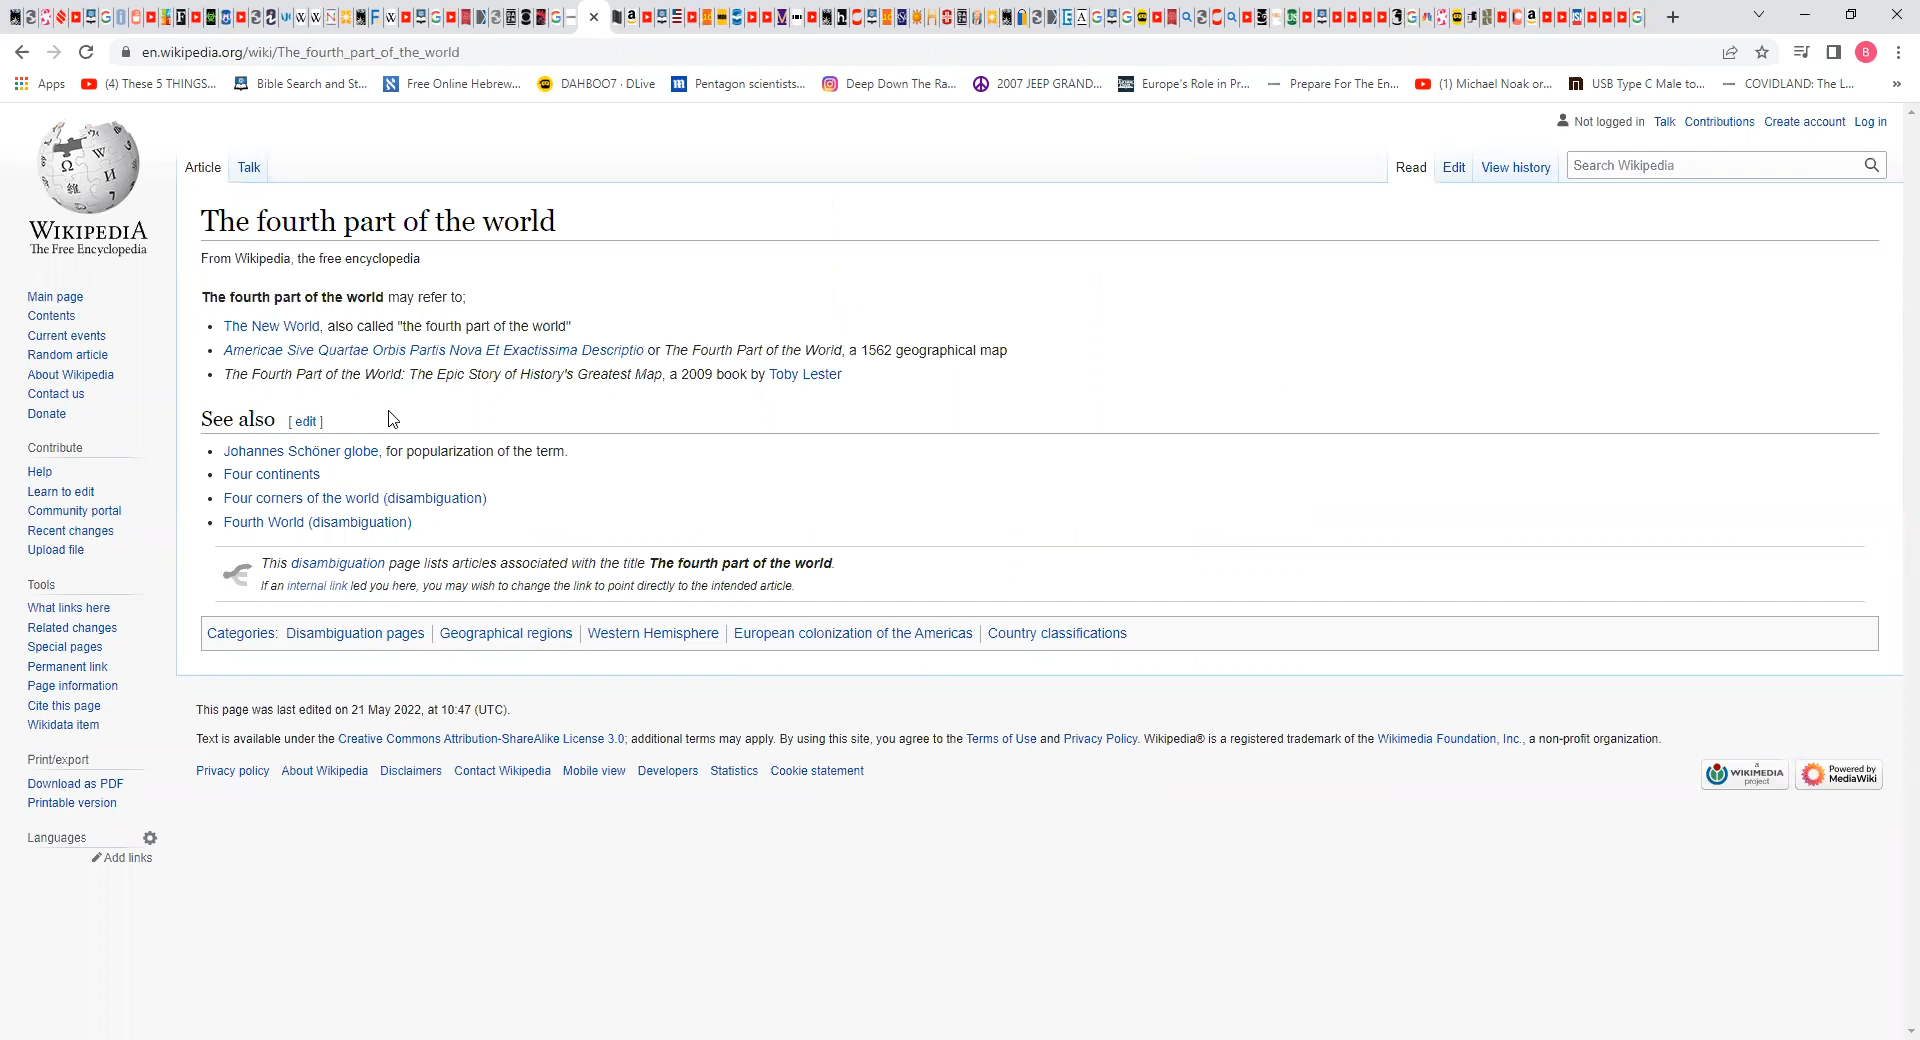 en.wikipedia.org/wiki/The_fourth_part_of_the_world
B
Apps (4) These 5 THINGS... Bible Search and St... Free Online Hebrew... DAHBOO7 · DLive Pentagon scientists... Deep Down The Ra... 2007 JEEP GRAND... Europe's Role in Pr... Prepare For The En... (1) Michael Noak or... USB Type C Male to... COVIDLAND: The L... »
Not logged in Talk Contributions Create account Log in
Article Talk Read Edit View history Search Wikipedia
WIKIPEDIA
The Free Encyclopedia
Main page
Contents
Current events
Random article
About Wikipedia
Contact us
Donate
Contribute
Help
Learn to edit
Community portal
Recent changes
Upload file
Tools
What links here
Related changes
Special pages
Permanent link
Page information
Cite this page
Wikidata item
Print/export
Download as PDF
Printable version
Languages
Add links
The fourth part of the world
From Wikipedia, the free encyclopedia
The fourth part of the world may refer to;
• The New World, also called "the fourth part of the world"
• Americae Sive Quartae Orbis Partis Nova Et Exactissima Descriptio or The Fourth Part of the World, a 1562 geographical map
• The Fourth Part of the World: The Epic Story of History's Greatest Map, a 2009 book by Toby Lester
See also [ edit ]
• Johannes Schöner globe, for popularization of the term.
• Four continents
• Four corners of the world (disambiguation)
• Fourth World (disambiguation)
This disambiguation page lists articles associated with the title The fourth part of the world.
If an internal link led you here, you may wish to change the link to point directly to the intended article.
Categories: Disambiguation pages | Geographical regions | Western Hemisphere | European colonization of the Americas | Country classifications
This page was last edited on 21 May 2022, at 10:47 (UTC).
Text is available under the Creative Commons Attribution-ShareAlike License 3.0; additional terms may apply. By using this site, you agree to the Terms of Use and Privacy Policy. Wikipedia® is a registered trademark of the Wikimedia Foundation, Inc., a non-profit organization.
Privacy policy About Wikipedia Disclaimers Contact Wikipedia Mobile view Developers Statistics Cookie statement
a
WIKIMEDIA
project
Powered by
MediaWiki